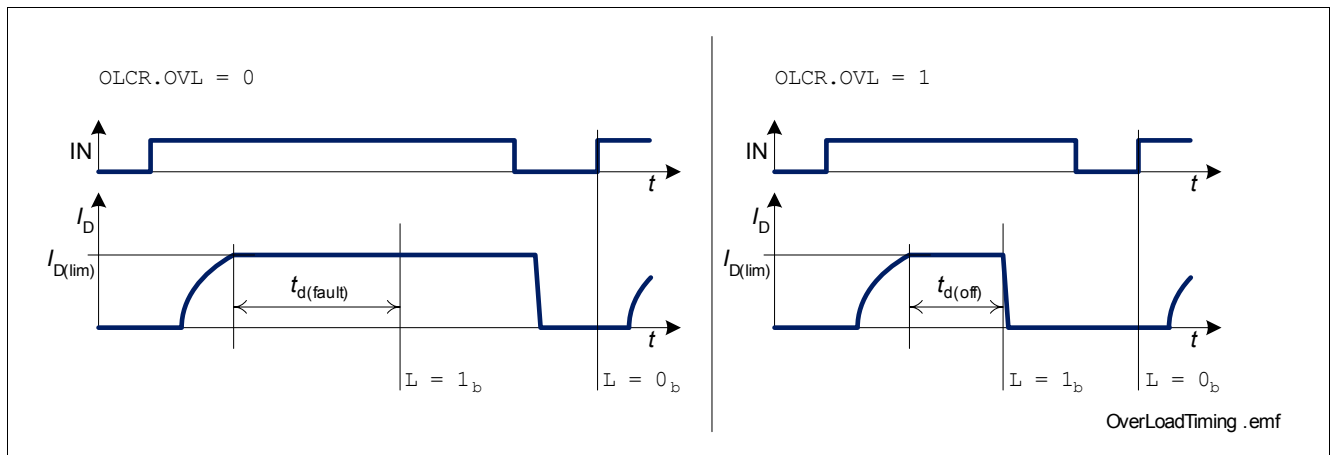 OLCR.OVL = 0
IN
t
I_D
I_D(lim)
t_d(fault)
t
L = 1_b
L = 0_b
OLCR.OVL = 1
IN
t
I_D
I_D(lim)
t_d(off)
t
L = 1_b
L = 0_b
OverLoadTiming .emf